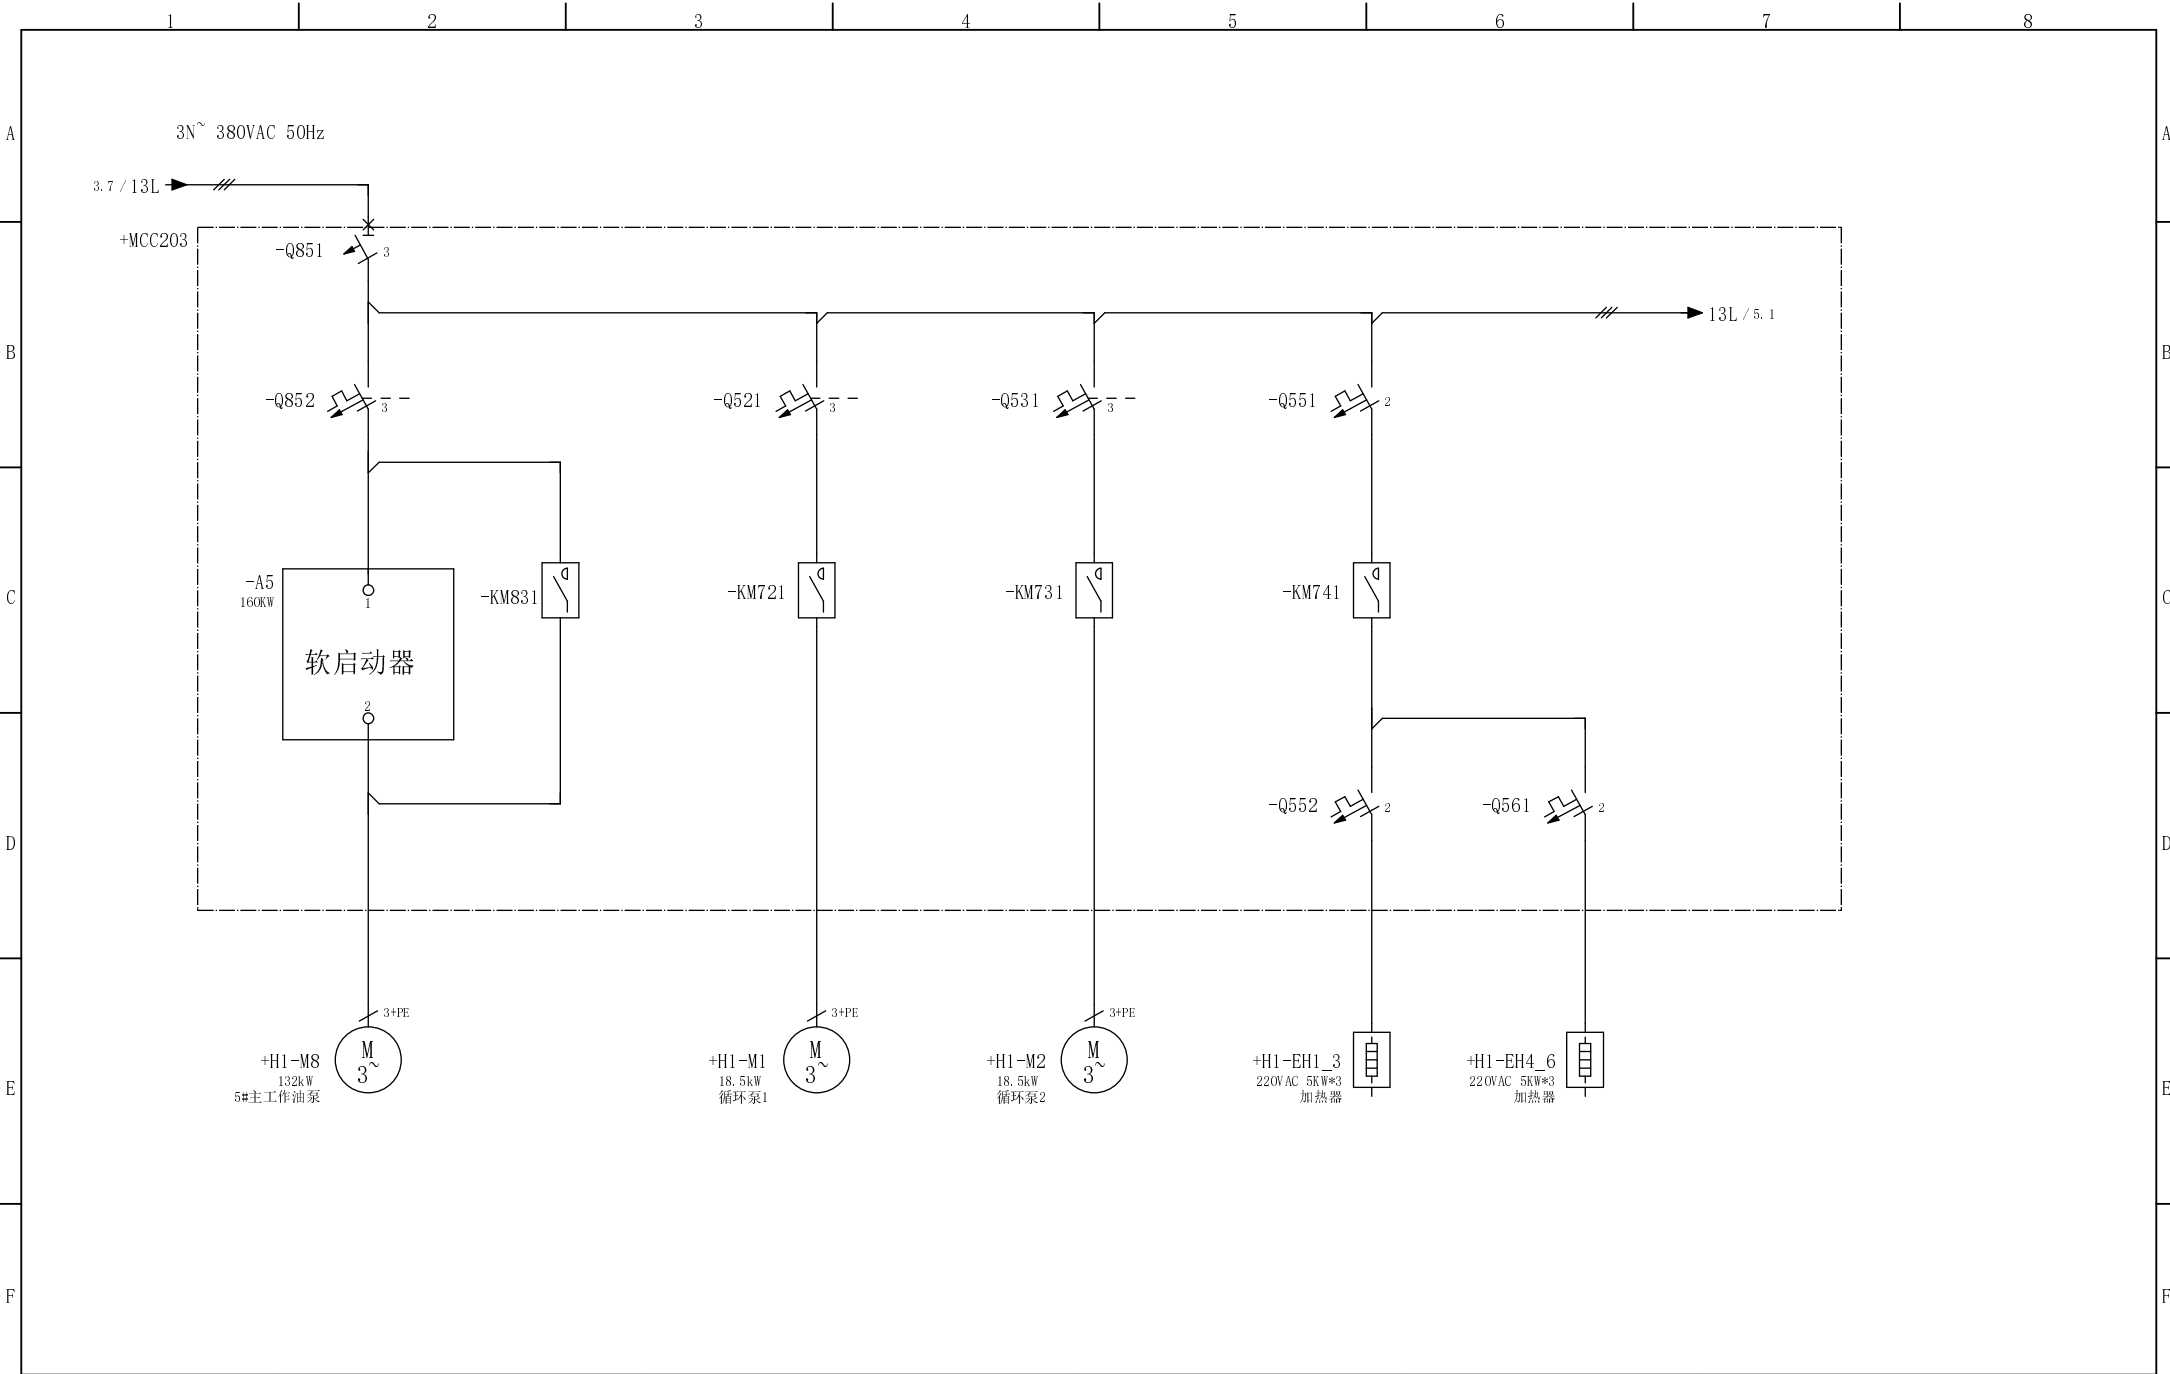 1 2 3 4 5 6 7 8
A A
3N~ 380VAC 50Hz
3.7 / 13L
+MCC203
-Q851 3
13L / 5.1
B B
-Q852 3
-Q521 3
-Q531 3
-Q551 2
-A5
160KW
1
软启动器
2
-KM831
-KM721
-KM731
-KM741
C C
-Q552 2
-Q561 2
D D
3+PE
3+PE
3+PE
+H1-M8
132kW
5#主工作油泵
M
3~
+H1-M1
18.5kW
循环泵1
M
3~
+H1-M2
18.5kW
循环泵2
M
3~
+H1-EH1_3
220VAC 5KW*3
加热器
+H1-EH4_6
220VAC 5KW*3
加热器
E E
F F